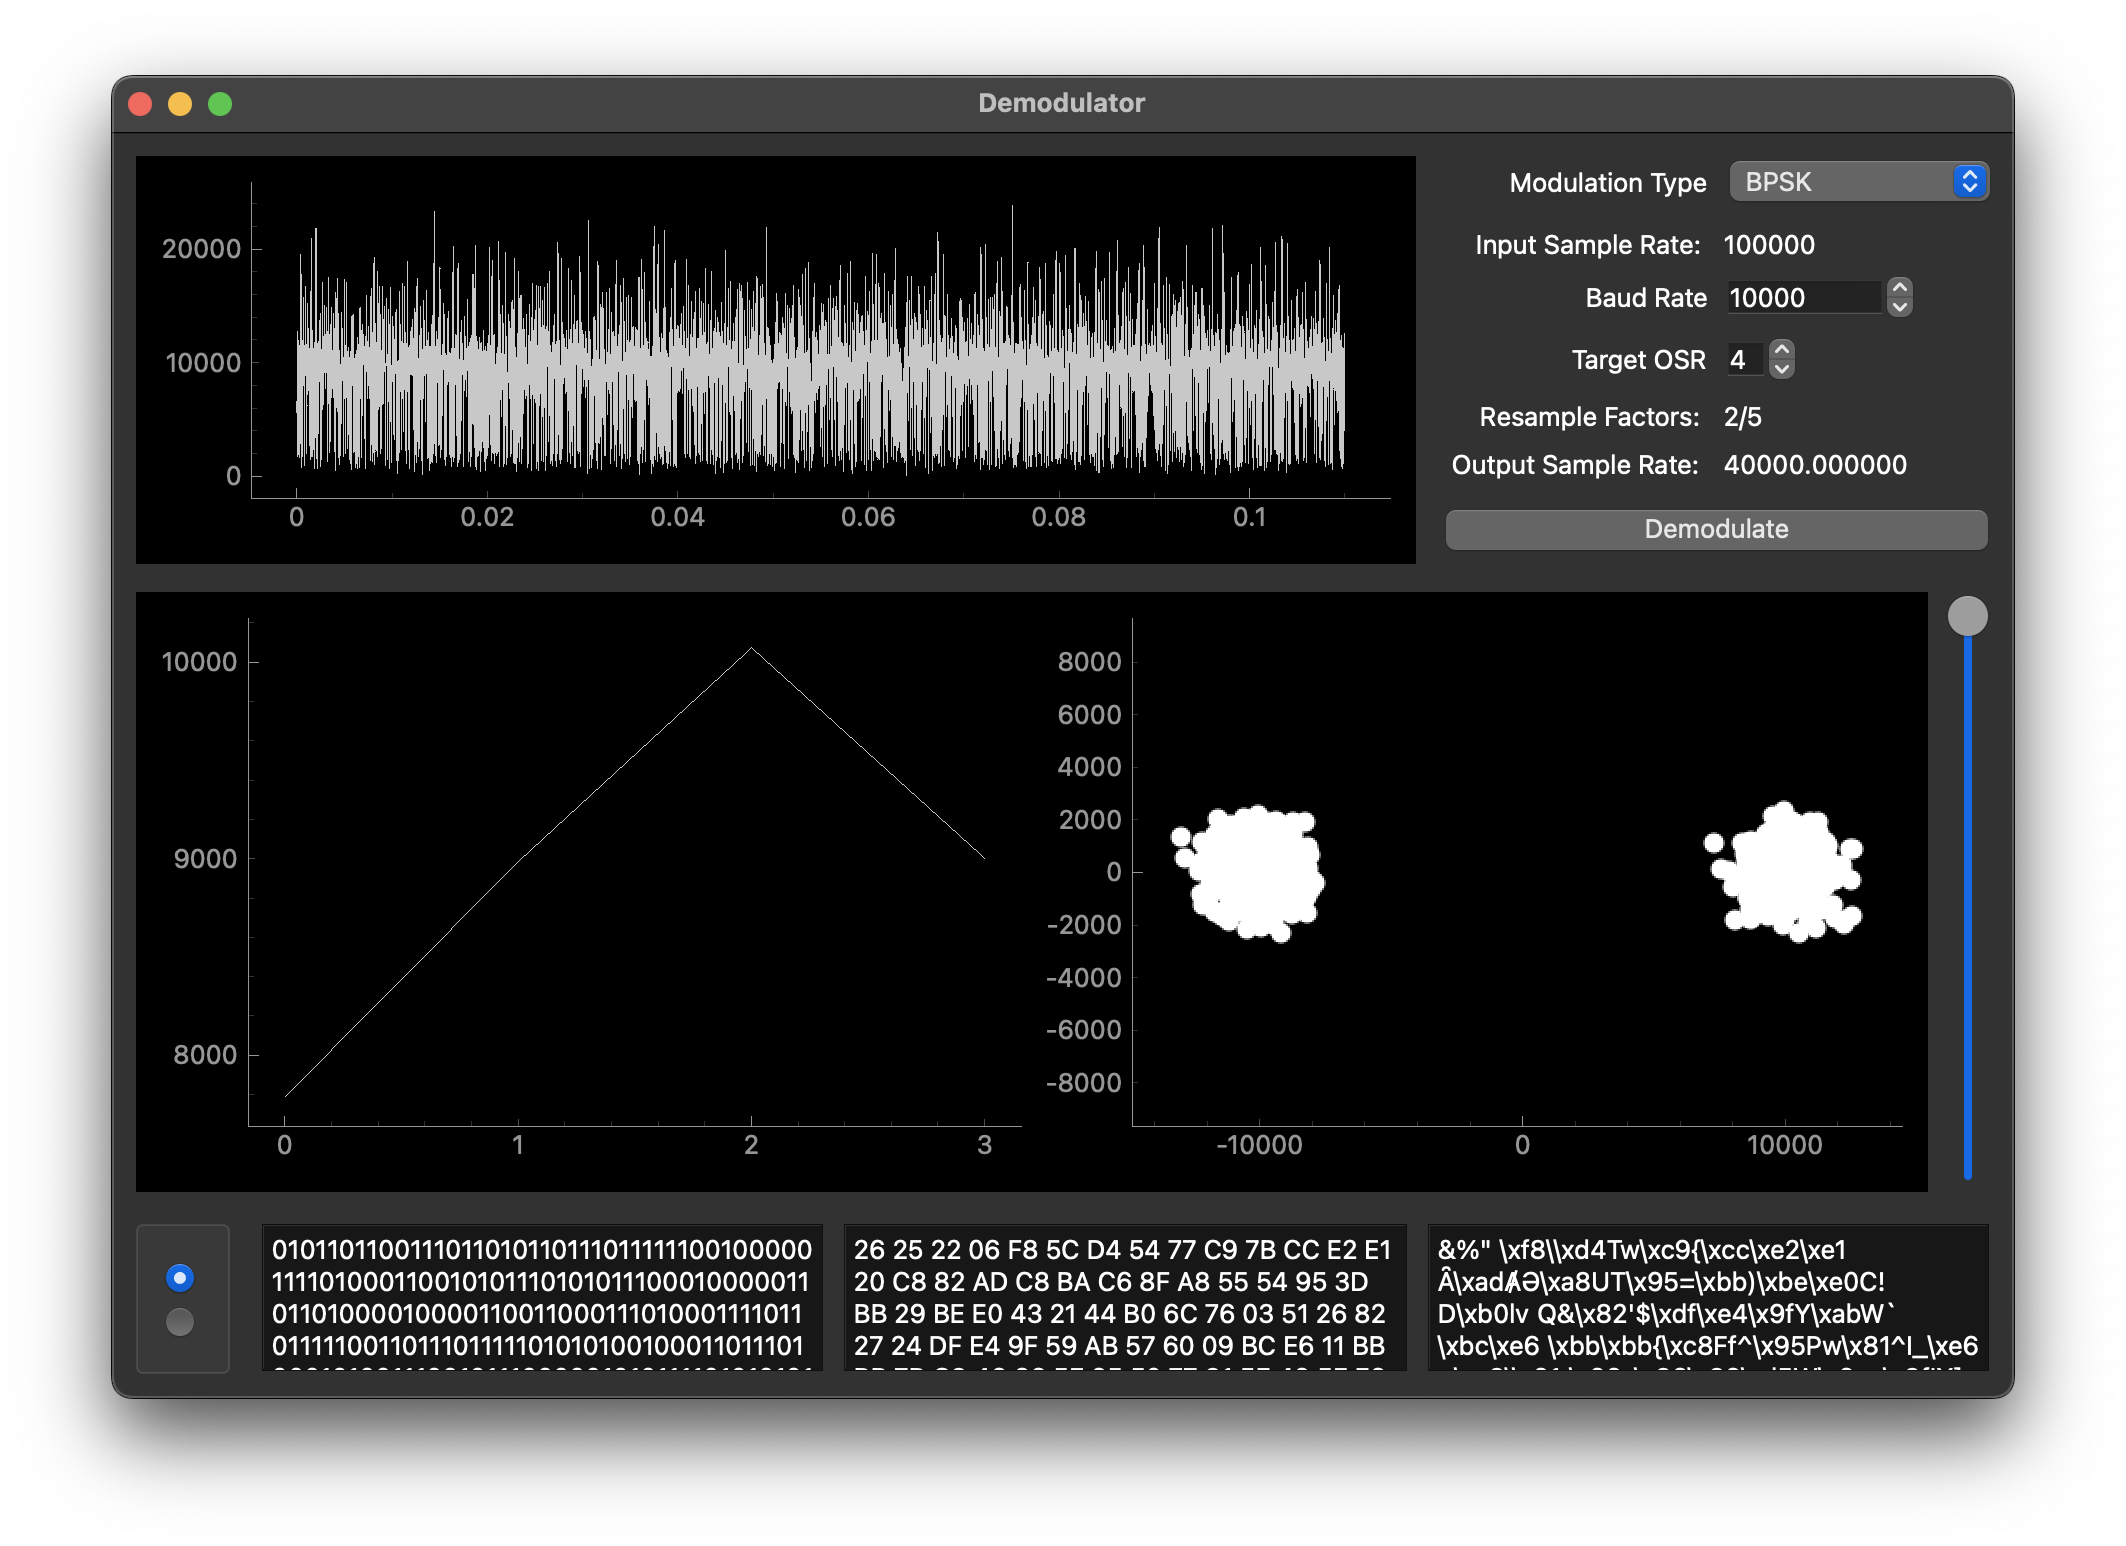 Demodulator
20000
10000
0
0
0.02
0.04
0.06
0.08
0.1
Modulation Type BPSK
Input Sample Rate: 100000
Baud Rate 10000
Target OSR 4
Resample Factors: 2/5
Output Sample Rate: 40000.000000
Demodulate
10000
9000
8000
0
1
2
3
8000
6000
4000
2000
0
-2000
-4000
-6000
-8000
-10000
0
10000
0101101100111011010110111011111100100000
111101000110010101110101011100010000011
01101000010000110011000111010001111011
0111110011011101111101010100100011011101
26 25 22 06 F8 5C D4 54 77 C9 7B CC E2 E1
20 C8 82 AD C8 BA C6 8F A8 55 54 95 3D
BB 29 BE E0 43 21 44 B0 6C 76 03 51 26 82
27 24 DF E4 9F 59 AB 57 60 09 BC E6 11 BB
&%" \xf8\\xd4Tw\xc9{\xcc\xe2\xe1
\xa8UT\x95=\xbb)\xbe\xe0C!
D\xb0lv Q&\x82'$\xdf\xe4\x9fY\xabW`
\xbc\xe6 \xbb\xbb{\xc8Ff^\x95Pw\x81^I_\xe6